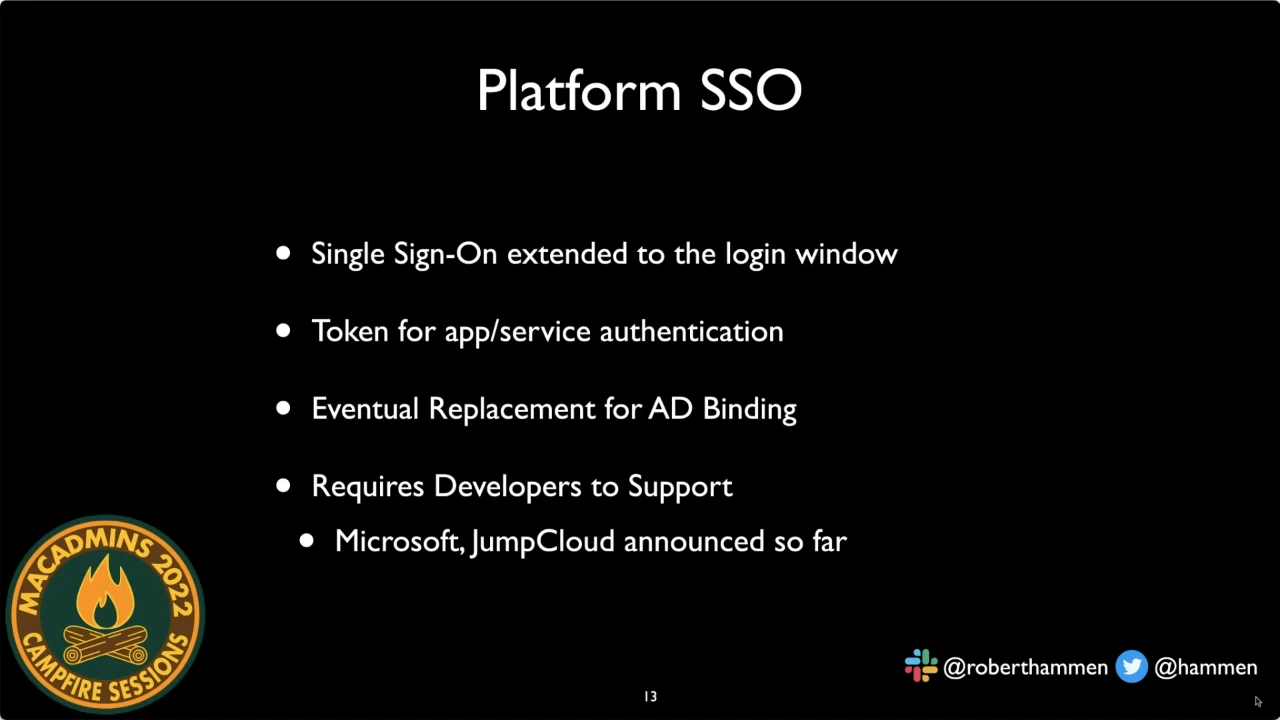 Platform SSO
• Single Sign-On extended to the login window
• Token for app/service authentication
• Eventual Replacement for AD Binding
• Requires Developers to Support
• Microsoft, JumpCloud announced so far
MACADMINS 2022
CAMPFIRE SESSIONS
@roberthammen @hammen
13